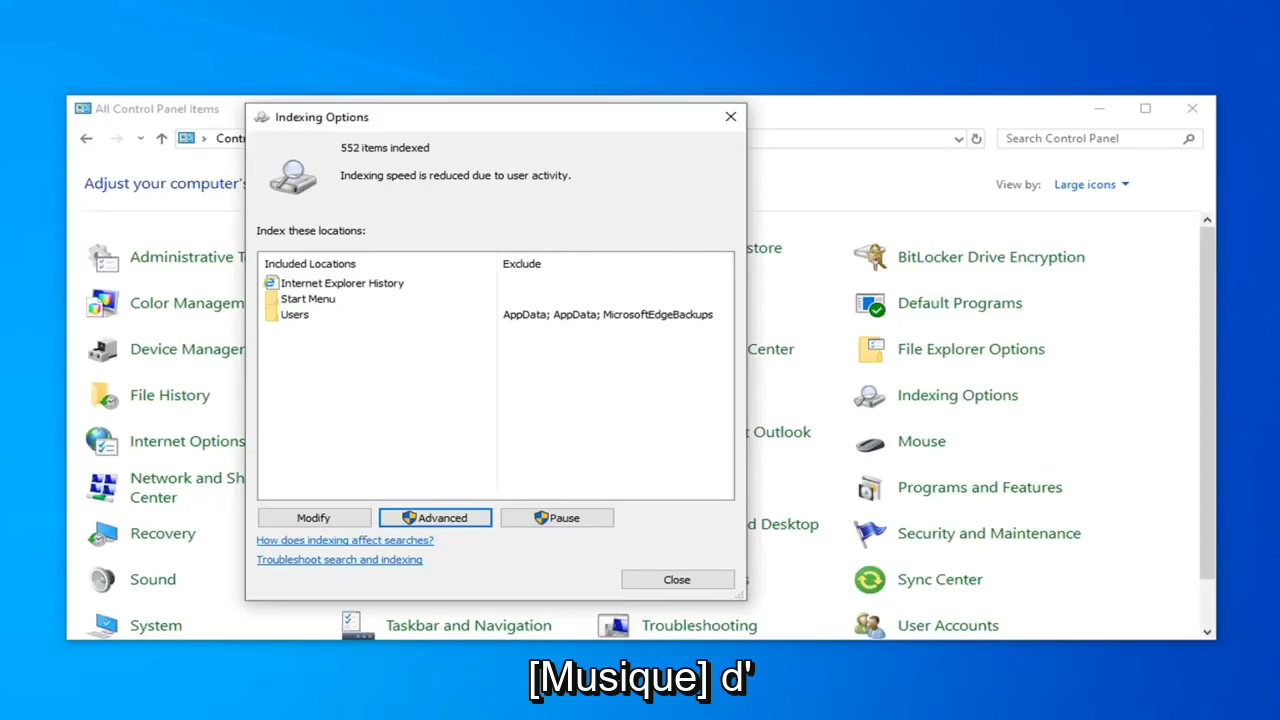 All Control Panel Items
Indexing Options
Contr
Search Control Panel
552 items indexed
Indexing speed is reduced due to user activity.
Adjust your computer's
View by: Large icons
Index these locations:
Included Locations
Exclude
Internet Explorer History
Start Menu
Users
AppData; AppData; MicrosoftEdgeBackups
Modify
Advanced
Pause
How does indexing affect searches?
Troubleshoot search and indexing
Close
Administrative T
Color Managem
Device Manager
File History
Internet Options
Network and Sh
Center
Recovery
Sound
System
store
Center
t Outlook
d Desktop
s
Taskbar and Navigation
Troubleshooting
BitLocker Drive Encryption
Default Programs
File Explorer Options
Indexing Options
Mouse
Programs and Features
Security and Maintenance
Sync Center
User Accounts
[Musique] d'